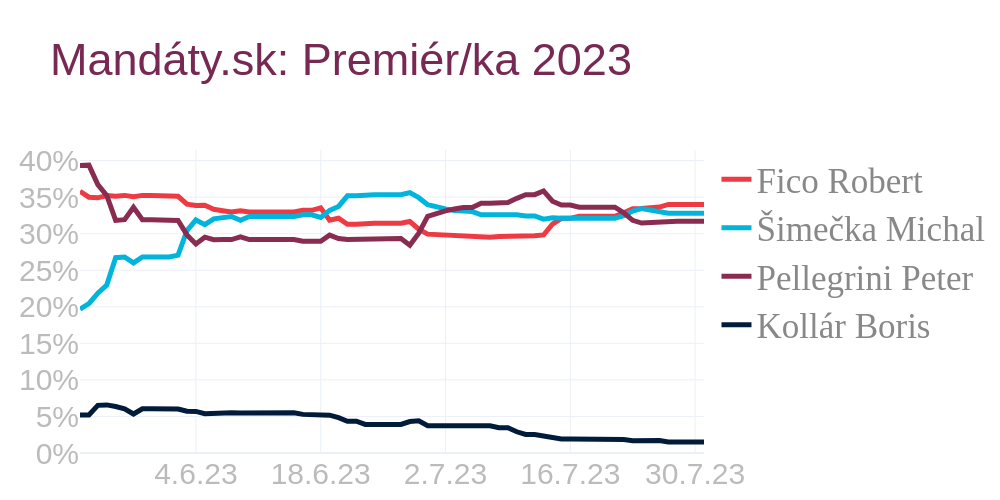 Mandáty.sk: Premiér/ka 2023
40%
35%
30%
25%
20%
15%
10%
5%
0%
4.6.23 18.6.23 2.7.23 16.7.23 30.7.23
Fico Robert
Šimečka Michal
Pellegrini Peter
Kollár Boris